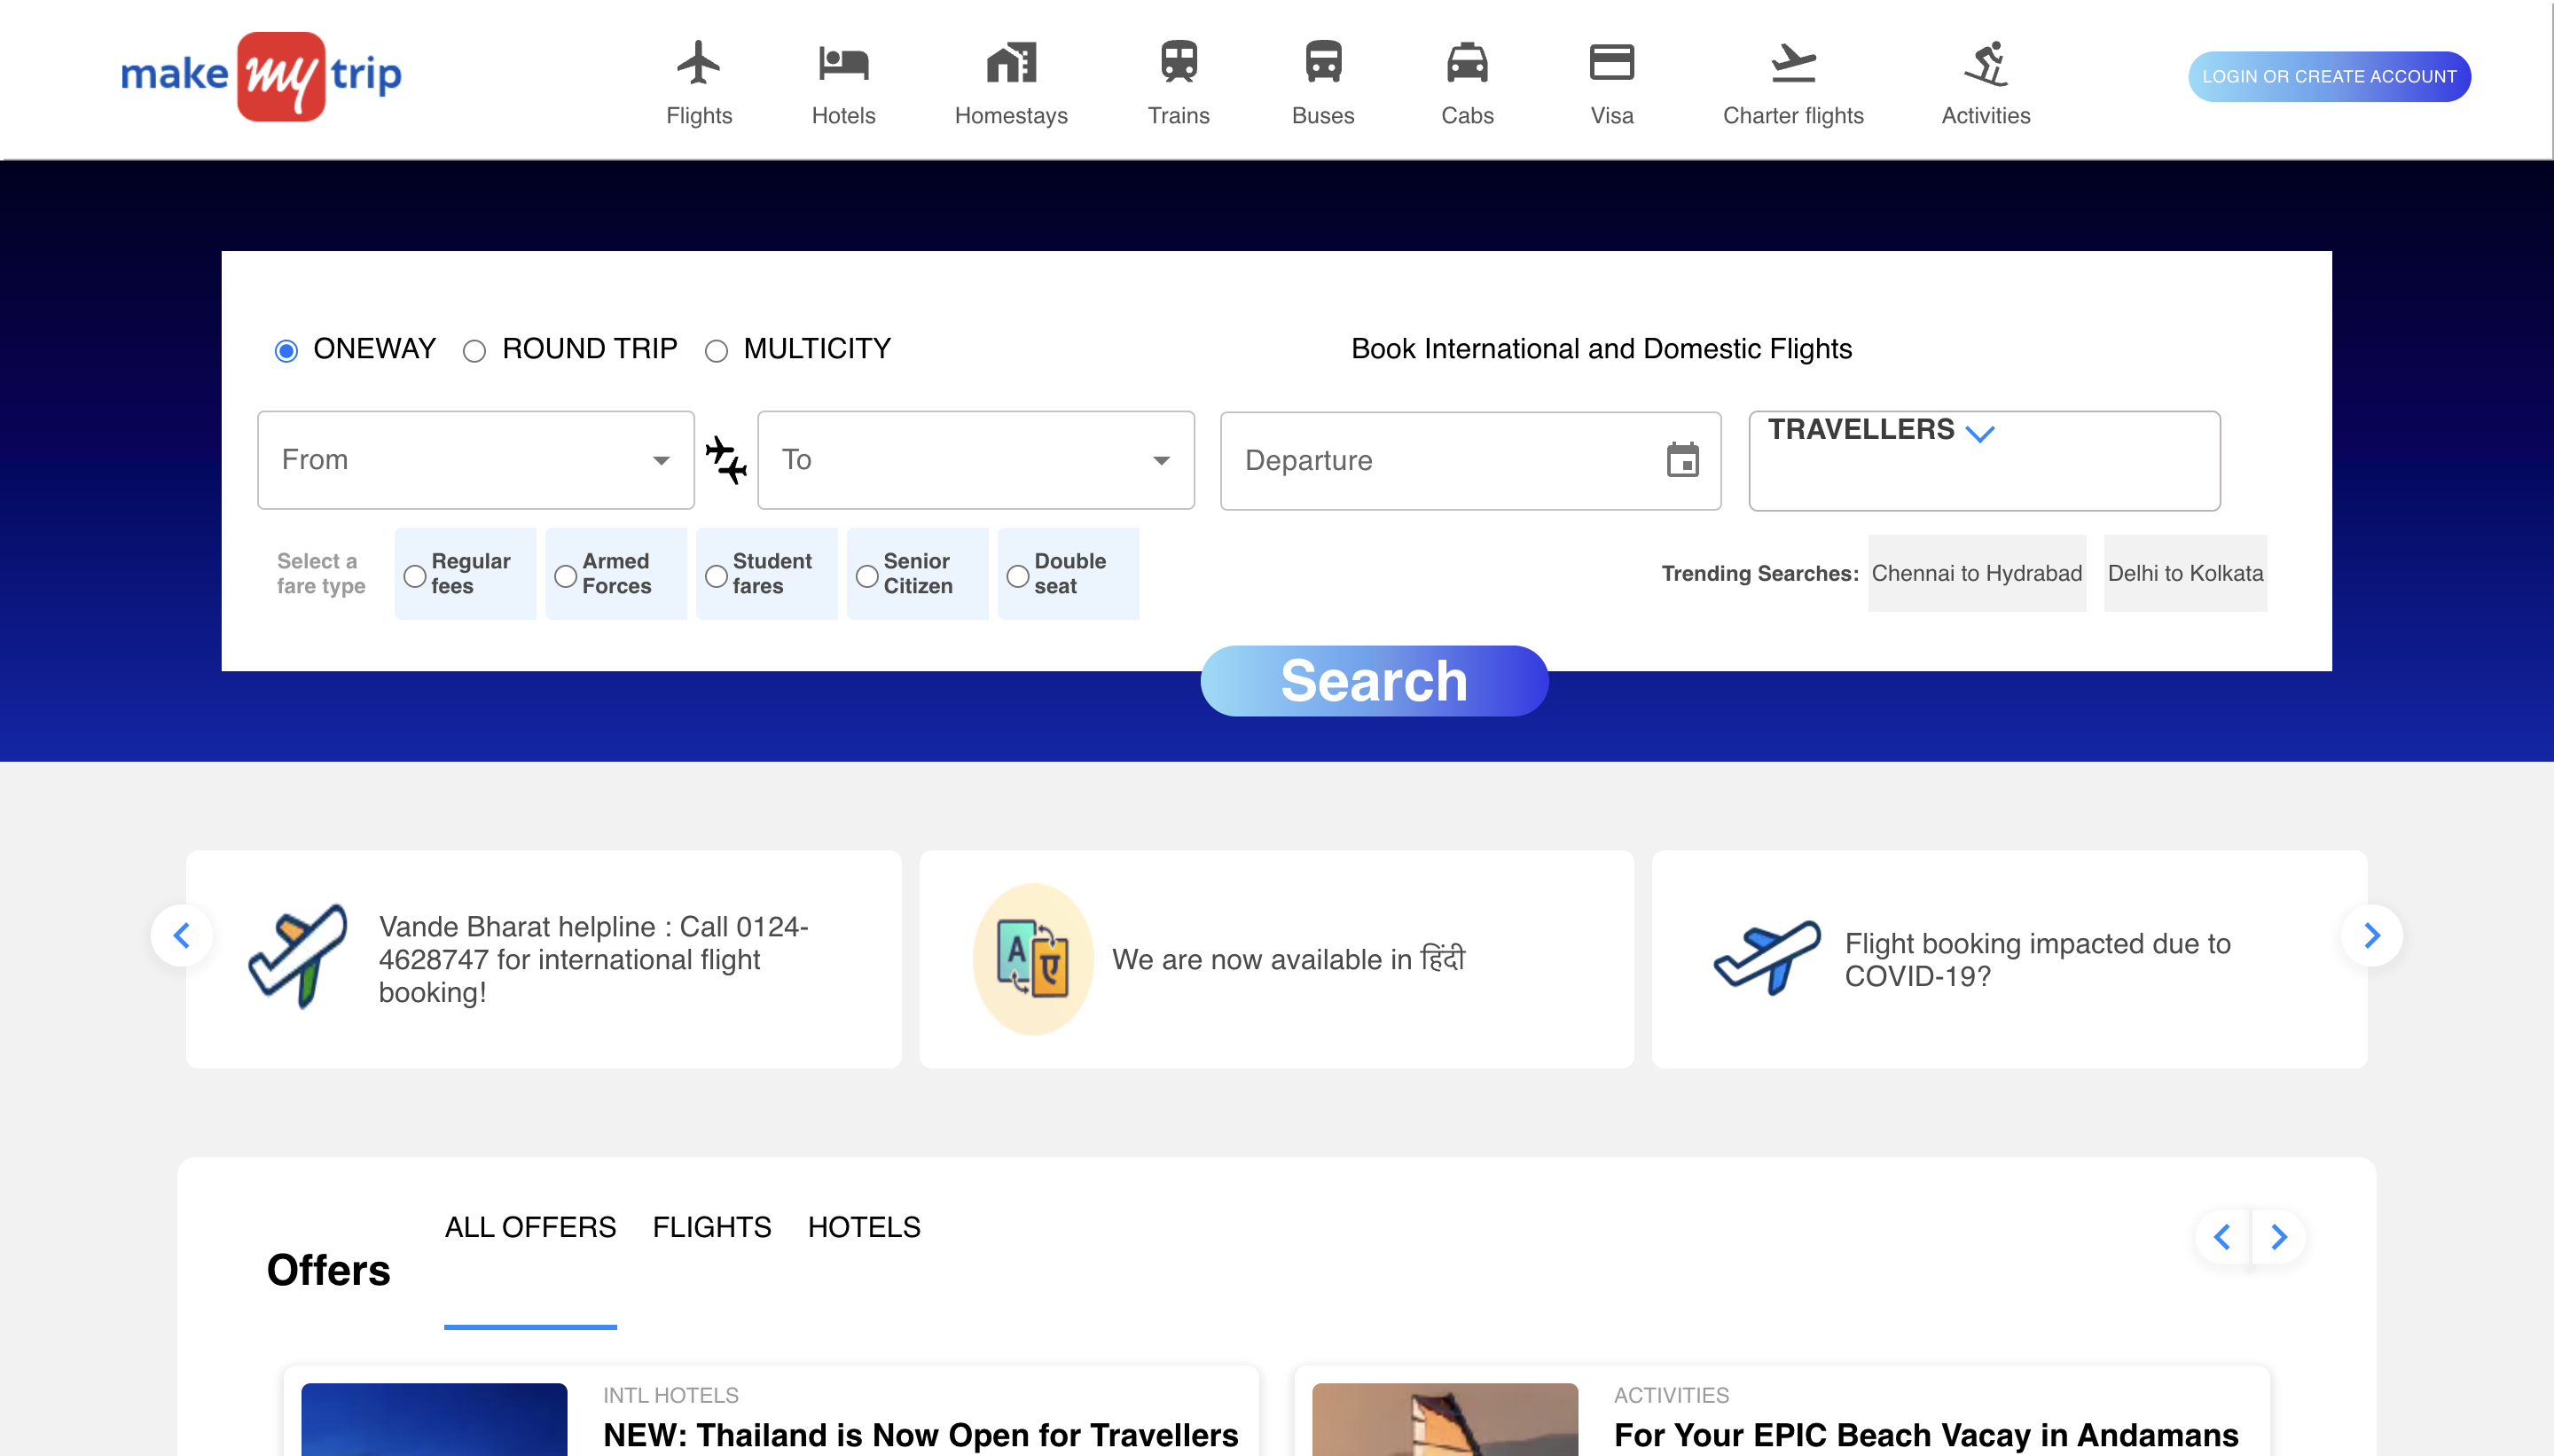 make my trip
Flights
Hotels
Homestays
Trains
Buses
Cabs
Visa
Charter flights
Activities
LOGIN OR CREATE ACCOUNT
ONEWAY
ROUND TRIP
MULTICITY
Book International and Domestic Flights
From
To
Departure
TRAVELLERS
Select a
fare type
Regular
fees
Armed
Forces
Student
fares
Senior
Citizen
Double
seat
Trending Searches:
Chennai to Hydrabad
Delhi to Kolkata
Search
Vande Bharat helpline : Call 0124-
4628747 for international flight
booking!
A
ए
We are now available in हिंदी
Flight booking impacted due to
COVID-19?
Offers
ALL OFFERS
FLIGHTS
HOTELS
INTL HOTELS
NEW: Thailand is Now Open for Travellers
ACTIVITIES
For Your EPIC Beach Vacay in Andamans